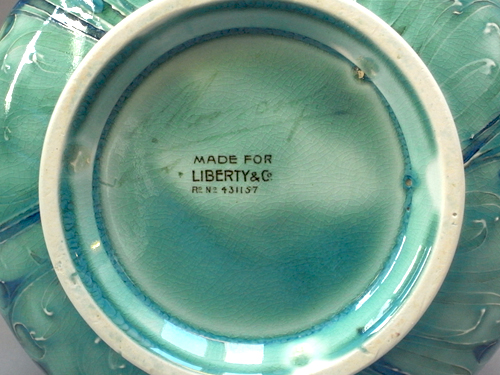 MADE FOR
LIBERTY & Co
Rd No 431157